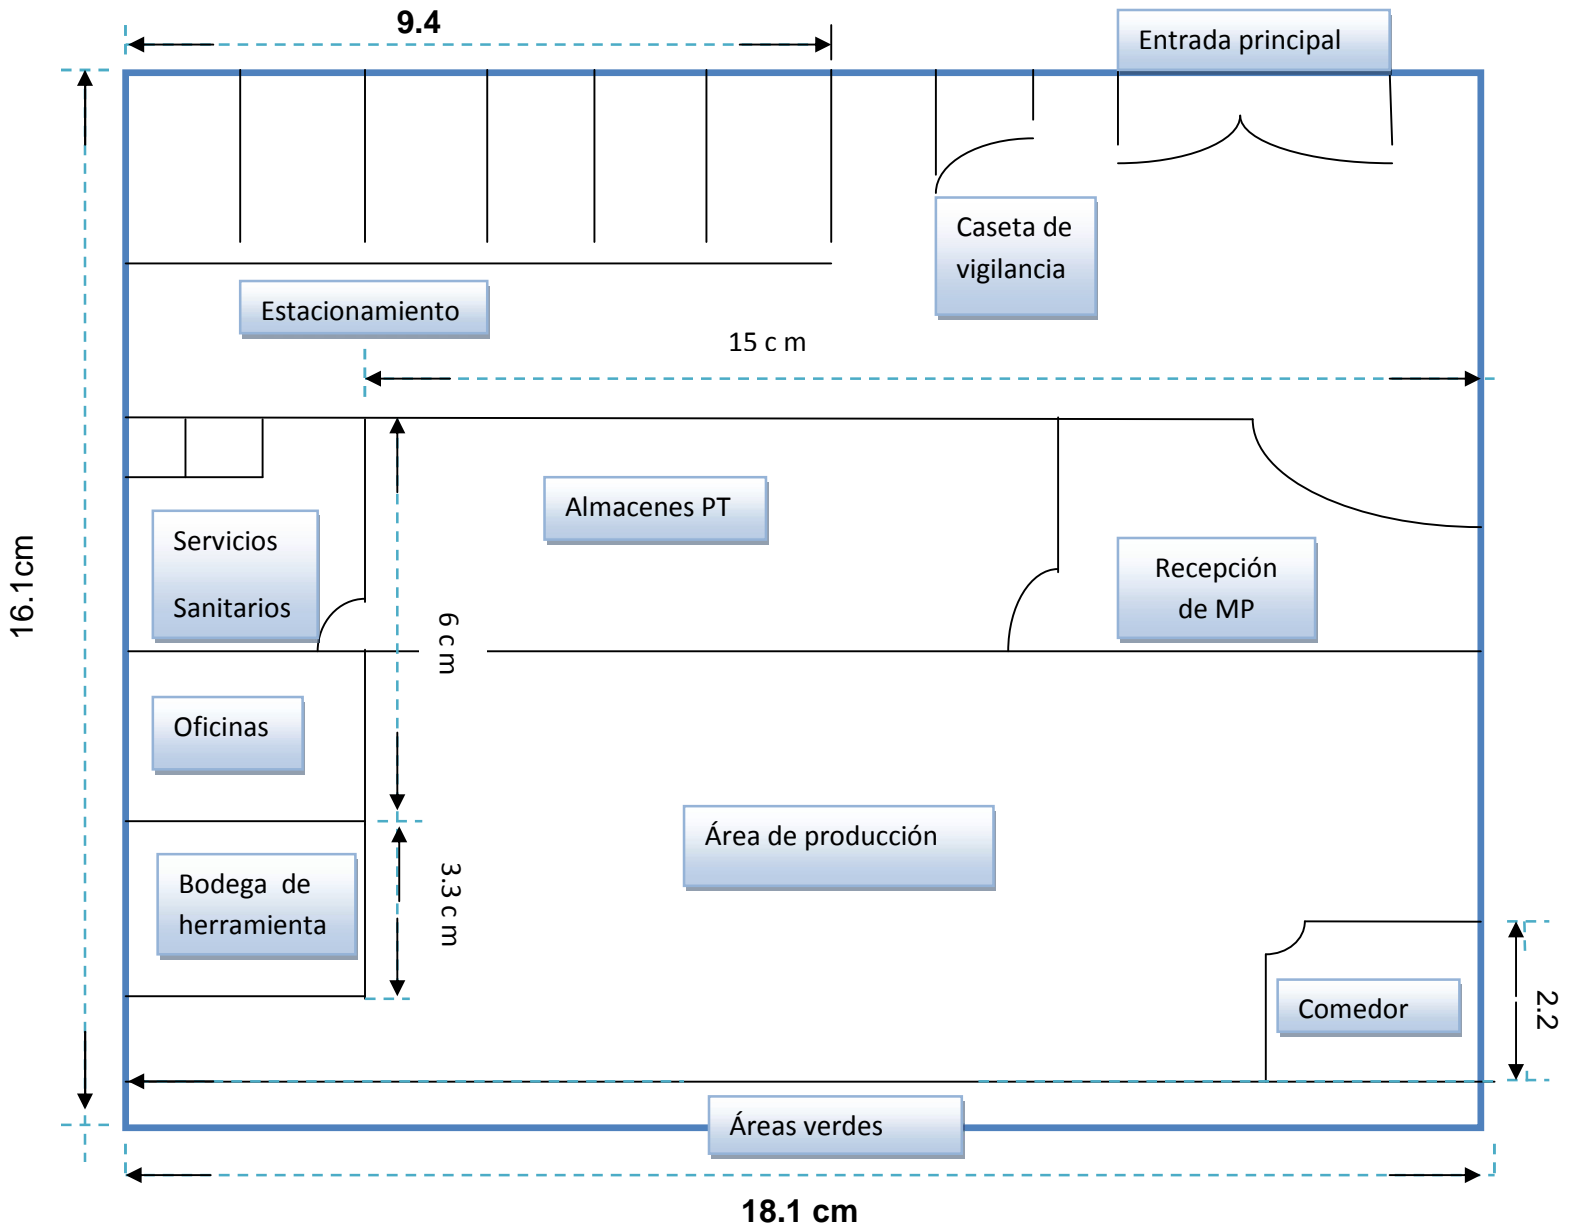 9.4
Entrada principal
Caseta de
vigilancia
Estacionamiento
15 c m
Almacenes PT
Servicios
Sanitarios
Recepción
de MP
16.1cm
6 c m
Oficinas
Área de producción
Bodega de
herramienta
3.3 c m
Comedor
2.2
Áreas verdes
18.1 cm